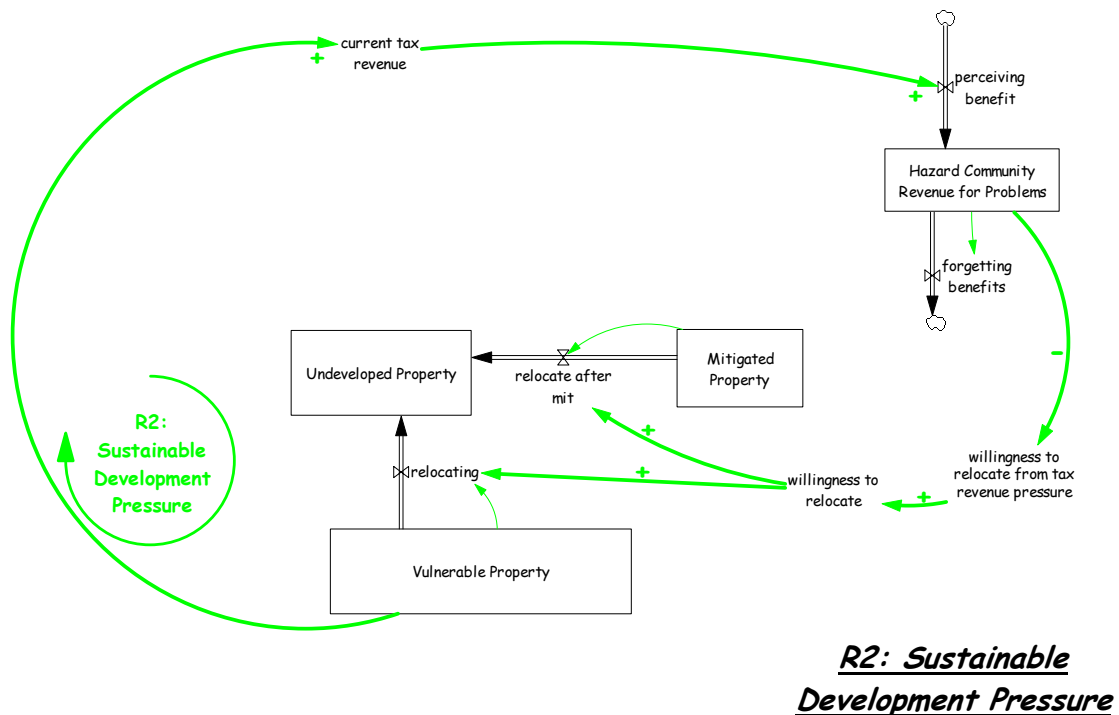 current tax
revenue
+
+
perceiving
benefit
Hazard Community
Revenue for Problems
forgetting
benefits
-
Undeveloped Property
relocate after
mit
Mitigated
Property
R2:
Sustainable
Development
Pressure
+
relocating
+
willingness to
relocate
+
willingness to
relocate from tax
revenue pressure
Vulnerable Property
R2: Sustainable
Development Pressure